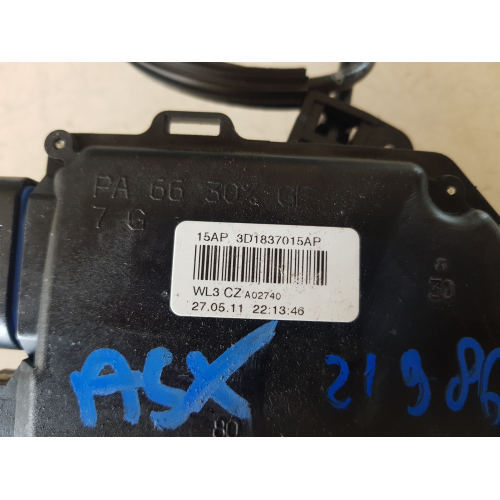 PA 66 30% GF
7 G
15AP 3D1837015AP
WL3 CZ A02740
27.05.11 22:13:46
30
ASX 21986
80